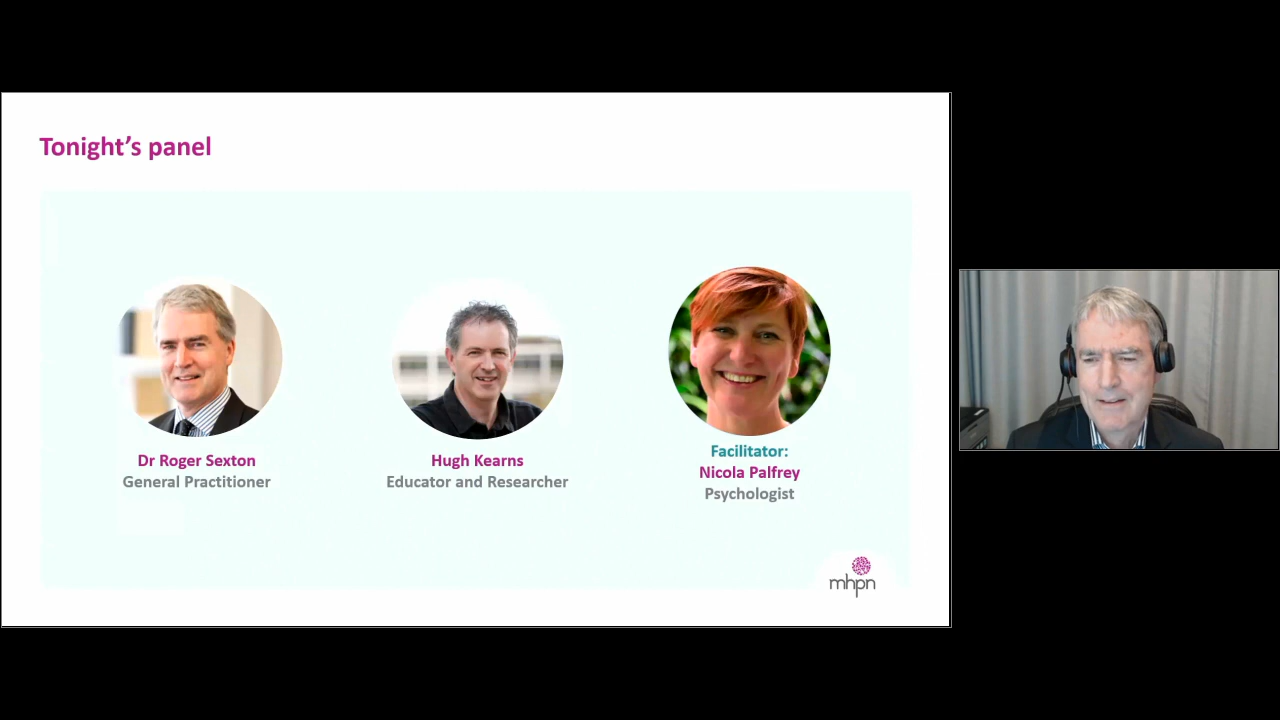 Tonight's panel
Dr Roger Sexton
General Practitioner
Hugh Kearns
Educator and Researcher
Facilitator:
Nicola Palfrey
Psychologist
mhpn